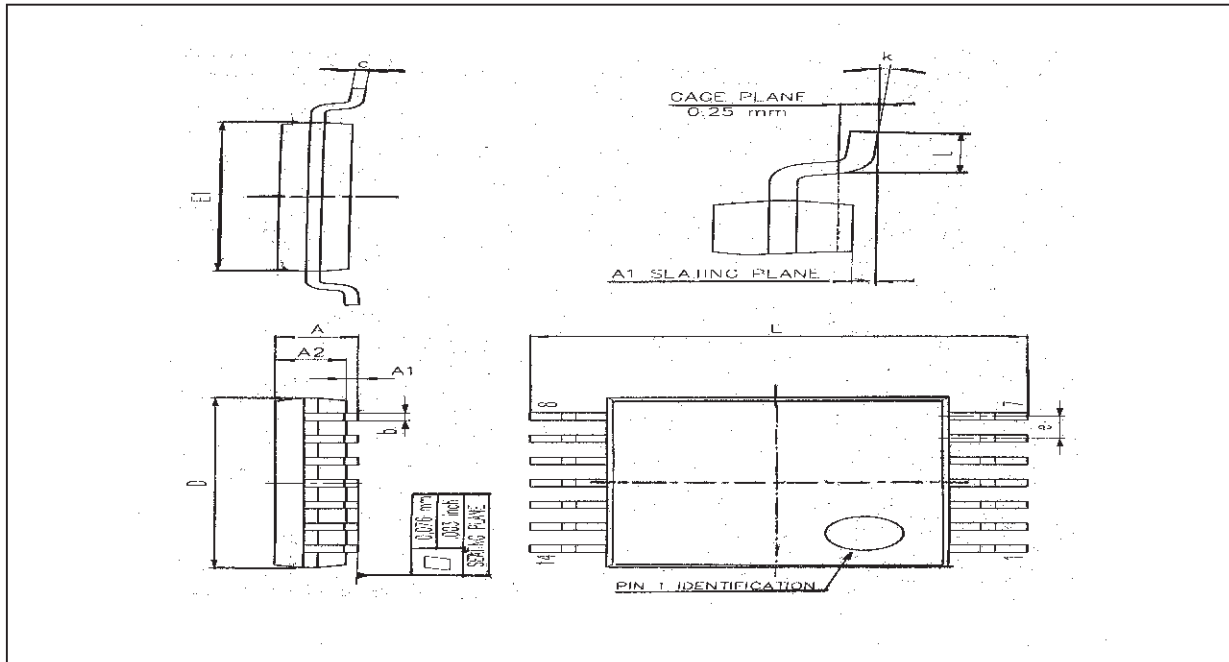 c
k
GAGE PLANE
0.25 mm
L
E1
A1 SEATING PLANE
A
A2
A1
b
D
0.076 mm
.003 inch
SEATING PLANE
E
8
7
e
14
1
PIN 1 IDENTIFICATION